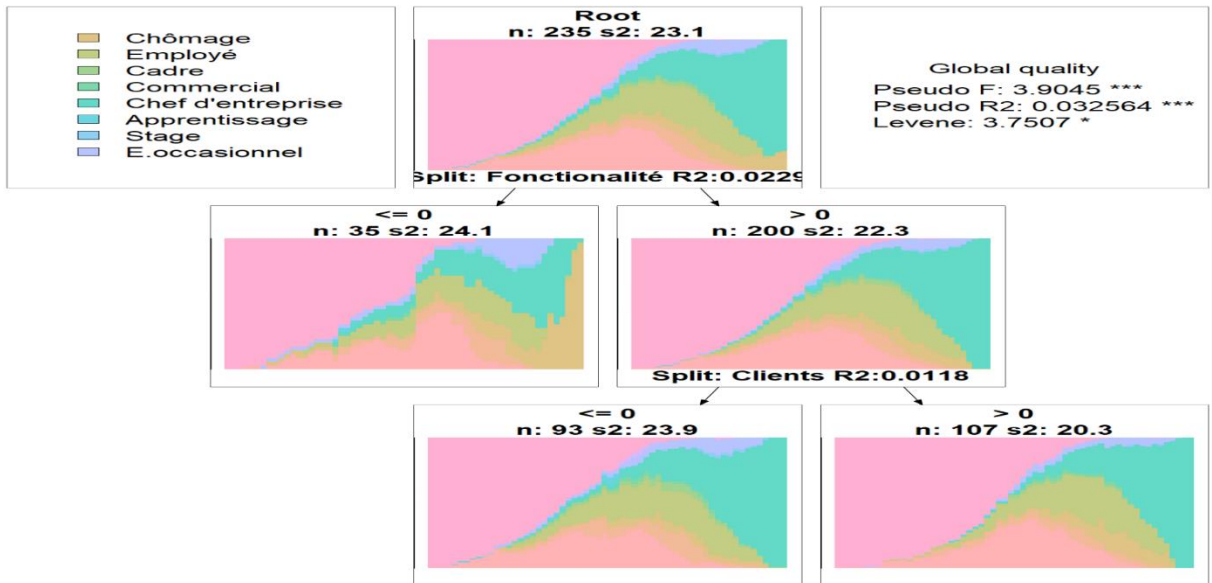 Chômage
Employé
Cadre
Commercial
Chef d'entreprise
Apprentissage
Stage
E.occasionnel
Root
n: 235 s2: 23.1
Split: Fonctionalité R2:0.0229
Global quality
Pseudo F: 3.9045 ***
Pseudo R2: 0.032564 ***
Levene: 3.7507 *
<= 0
n: 35 s2: 24.1
> 0
n: 200 s2: 22.3
Split: Clients R2:0.0118
<= 0
n: 93 s2: 23.9
> 0
n: 107 s2: 20.3